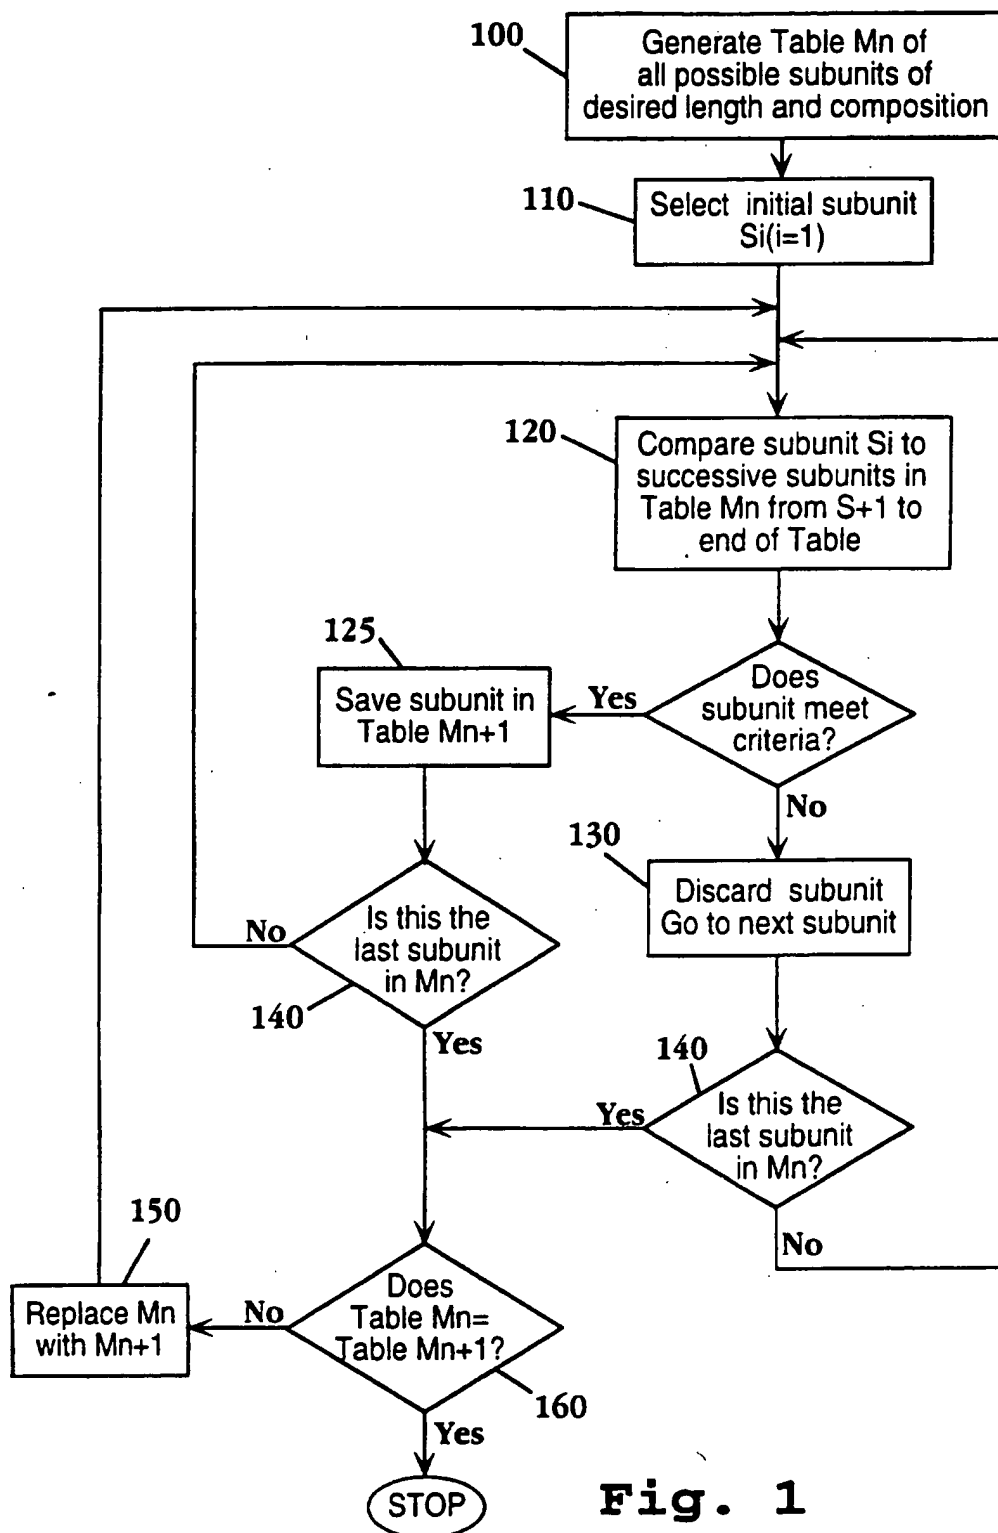 100
Generate Table Mn of
all possible subunits of
desired length and composition
110
Select initial subunit
Si(i=1)
120
Compare subunit Si to
successive subunits in
Table Mn from S+1 to
end of Table
125
Save subunit in
Table Mn+1
Yes
Does
subunit meet
criteria?
No
130
Discard subunit
Go to next subunit
No
Is this the
last subunit
in Mn?
140
Yes
140
Yes
Is this the
last subunit
in Mn?
No
150
Replace Mn
with Mn+1
No
Does
Table Mn=
Table Mn+1?
160
Yes
STOP
Fig. 1